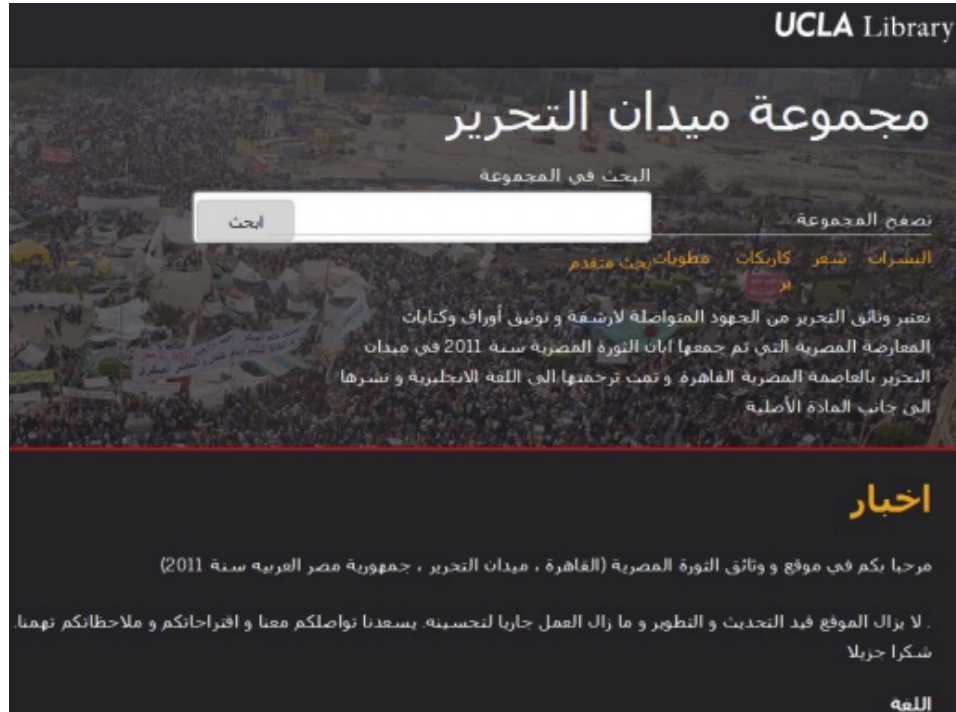 UCLA Library
مجموعة ميدان التحرير
البحث في المجموعة
ابحث
تصفح المجموعة
النشرات شعر كاريكات مطويات بحث متقدم
ير
تعتبر وثائق التحرير من الجهود المتواصلة لارشفة و توثيق أوراق وكتابات
المعارضة المصرية التي تم جمعها ابان الثورة المصرية سنة 2011 في ميدان
التحرير بالعاصمة المصرية القاهرة. و تمت ترجمتها الى اللغة الانجليزية و نشرها
الى جانب المادة الأصلية
اخبار
مرحبا بكم في موقع و وثائق الثورة المصرية (القاهرة ، ميدان التحرير ، جمهورية مصر العربيه سنة 2011)
. لا يزال الموقع قيد التحديث و التطوير و ما زال العمل جاريا لتحسينه. يسعدنا تواصلكم معنا و اقتراحاتكم و ملاحظاتكم تهمنا.
شكرا جزيلا
اللغة